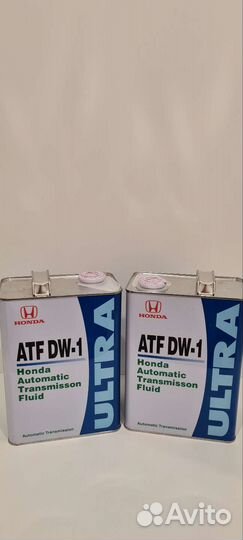 HONDA
ATF DW-1
Honda
Automatic
Transmisson
Fluid
ULTRA
Automatic Transmission
HONDA
ATF DW-1
Honda
Automatic
Transmisson
Fluid
ULTRA
Automatic Transmission
Avito